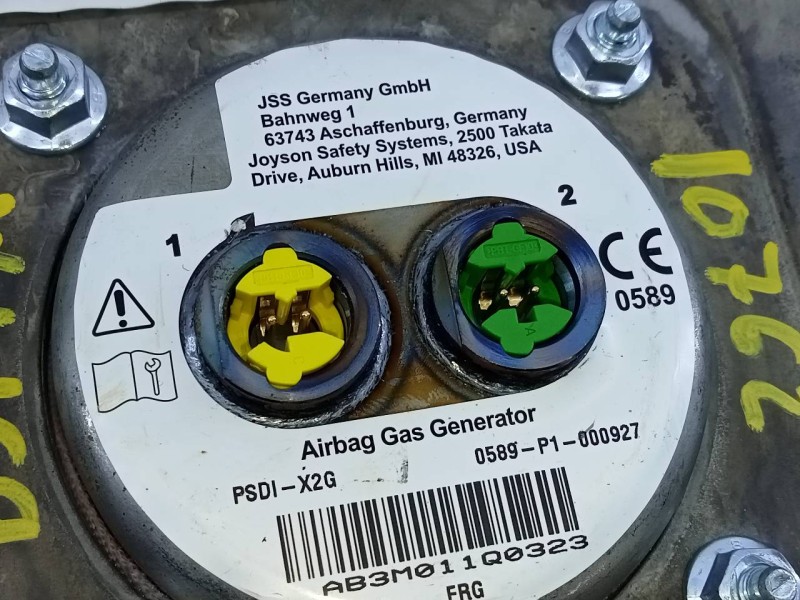 JSS Germany GmbH
Bahnweg 1
63743 Aschaffenburg, Germany
Joyson Safety Systems, 2500 Takata
Drive, Auburn Hills, MI 48326, USA
1
2
CE
0589
Airbag Gas Generator
PSDI-X2G
0589-P1-000927
AB3M011Q0323
FRG